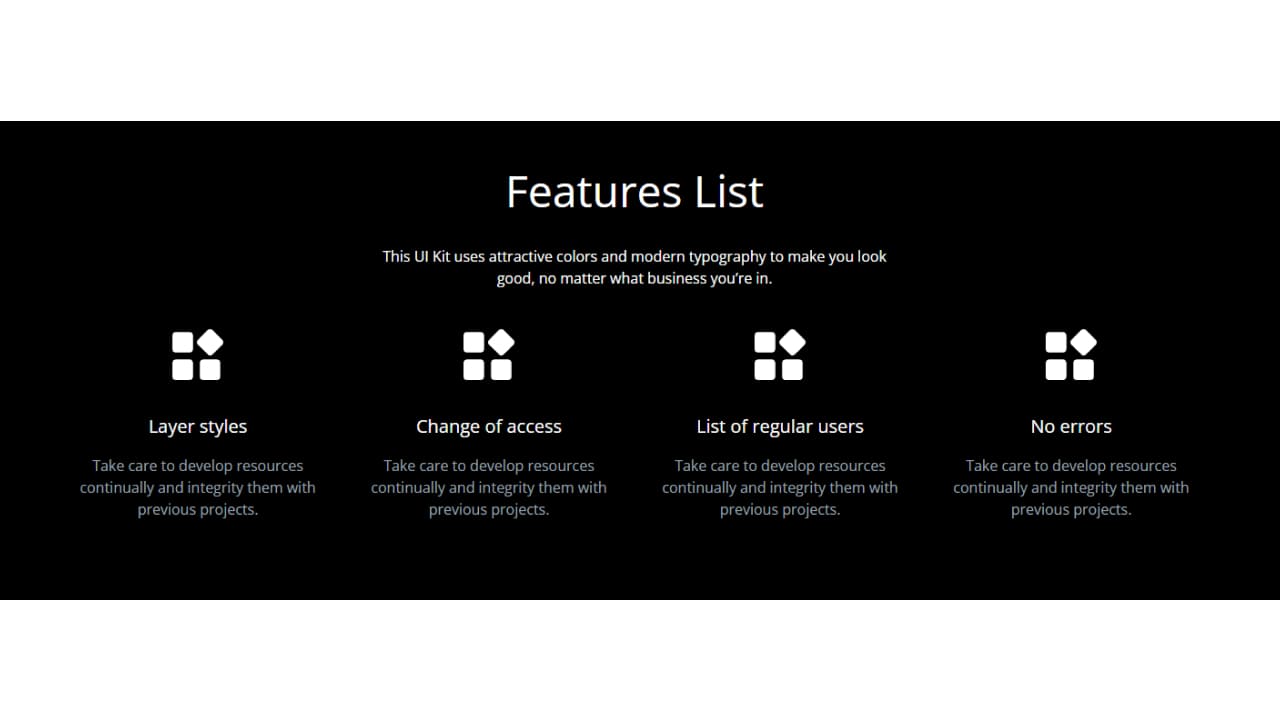 Features List
This UI Kit uses attractive colors and modern typography to make you look
good, no matter what business you’re in.
Layer styles
Take care to develop resources
continually and integrity them with
previous projects.
Change of access
Take care to develop resources
continually and integrity them with
previous projects.
List of regular users
Take care to develop resources
continually and integrity them with
previous projects.
No errors
Take care to develop resources
continually and integrity them with
previous projects.